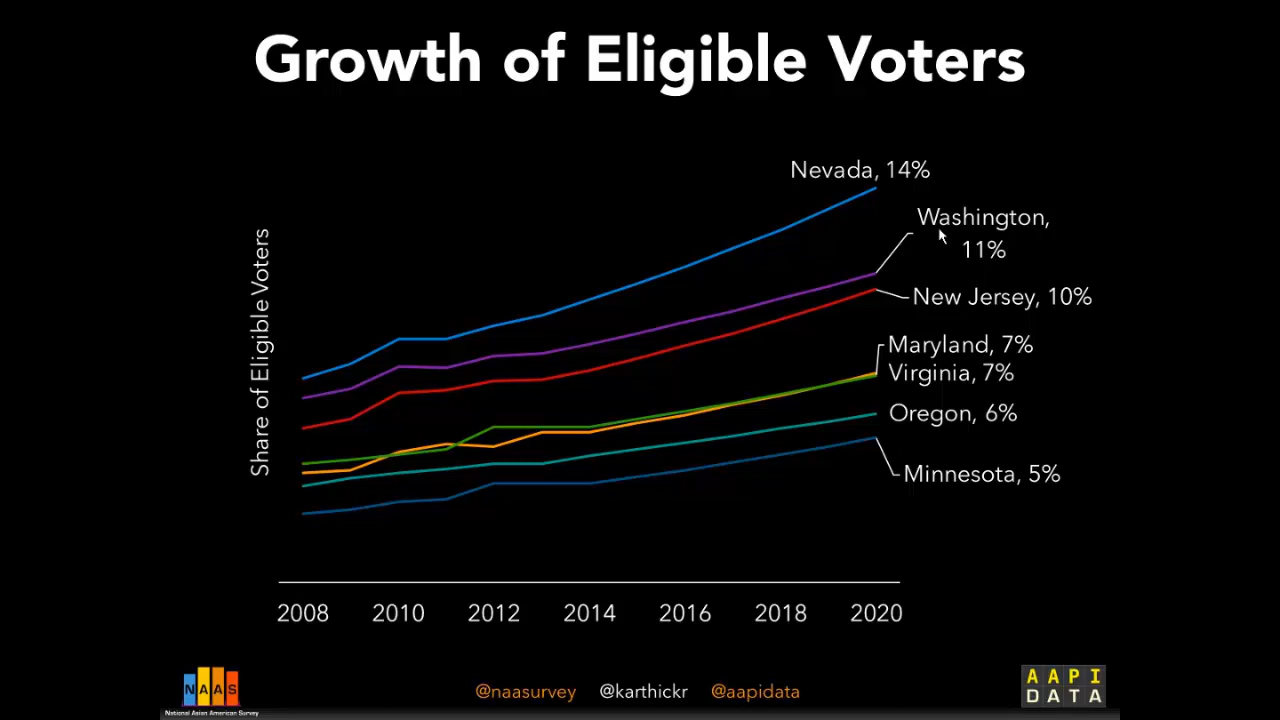 Growth of Eligible Voters
Share of Eligible Voters
Nevada, 14%
Washington,
11%
New Jersey, 10%
Maryland, 7%
Virginia, 7%
Oregon, 6%
Minnesota, 5%
2008 2010 2012 2014 2016 2018 2020
NAAS
National Asian American Survey
@naasurvey @karthickr @aapidata
AAPI
DATA